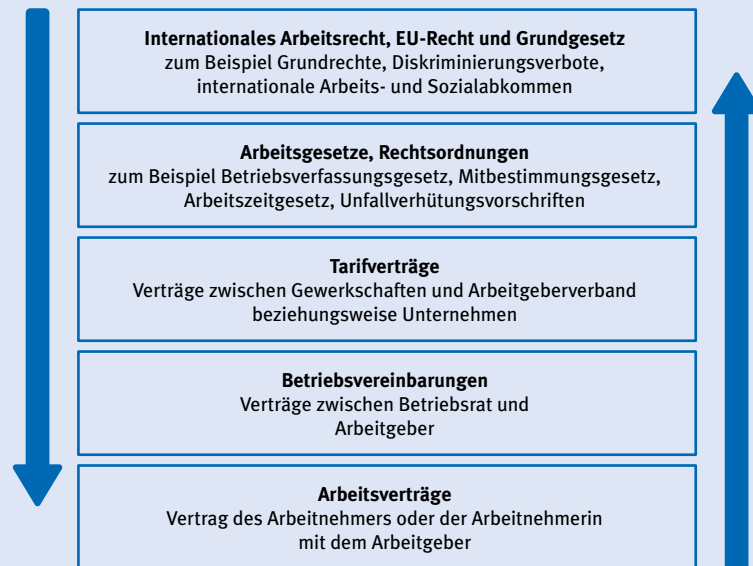 Internationales Arbeitsrecht, EU-Recht und Grundgesetz
zum Beispiel Grundrechte, Diskriminierungsverbote,
internationale Arbeits- und Sozialabkommen
Arbeitsgesetze, Rechtsordnungen
zum Beispiel Betriebsverfassungsgesetz, Mitbestimmungsgesetz,
Arbeitszeitgesetz, Unfallverhütungsvorschriften
Tarifverträge
Verträge zwischen Gewerkschaften und Arbeitgeberverband
beziehungsweise Unternehmen
Betriebsvereinbarungen
Verträge zwischen Betriebsrat und
Arbeitgeber
Arbeitsverträge
Vertrag des Arbeitnehmers oder der Arbeitnehmerin
mit dem Arbeitgeber